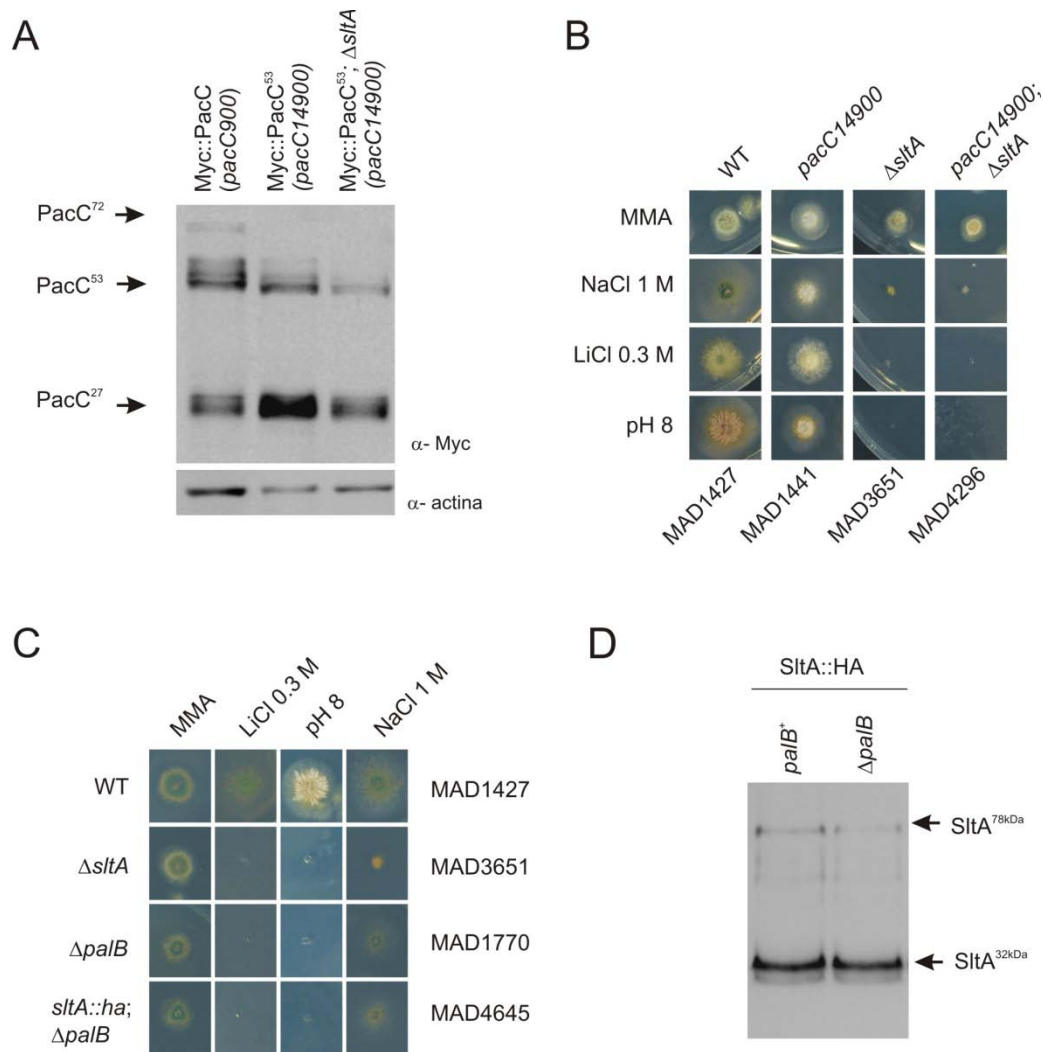 A
Myc::PacC
(pacC900)
Myc::PacC⁵³
(pacC14900)
Myc::PacC⁵³; ΔsltA
(pacC14900)
PacC⁷²
PacC⁵³
PacC²⁷
α- Myc
α- actina
B
WT
pacC14900
ΔsltA
pacC14900;
ΔsltA
MMA
NaCl 1 M
LiCl 0.3 M
pH 8
MAD1427
MAD1441
MAD3651
MAD4296
C
MMA
LiCl 0.3 M
pH 8
NaCl 1 M
WT
MAD1427
ΔsltA
MAD3651
ΔpalB
MAD1770
sltA::ha;
ΔpalB
MAD4645
D
SltA::HA
palB⁺
ΔpalB
SltA⁷⁸ᵏᴰᵃ
SltA³²ᵏᴰᵃ